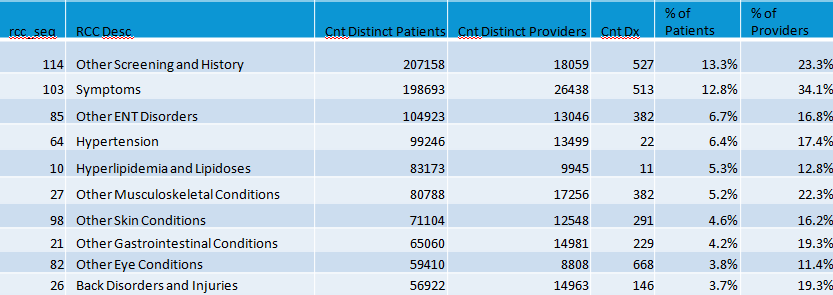 rcc_seq RCC Desc Cnt Distinct Patients Cnt Distinct Providers Cnt Dx % of Patients % of Providers
114 Other Screening and History 207158 18059 527 13.3% 23.3%
103 Symptoms 198693 26438 513 12.8% 34.1%
85 Other ENT Disorders 104923 13046 382 6.7% 16.8%
64 Hypertension 99246 13499 22 6.4% 17.4%
10 Hyperlipidemia and Lipidoses 83173 9945 11 5.3% 12.8%
27 Other Musculoskeletal Conditions 80788 17256 382 5.2% 22.3%
98 Other Skin Conditions 71104 12548 291 4.6% 16.2%
21 Other Gastrointestinal Conditions 65060 14981 229 4.2% 19.3%
82 Other Eye Conditions 59410 8808 668 3.8% 11.4%
26 Back Disorders and Injuries 56922 14963 146 3.7% 19.3%